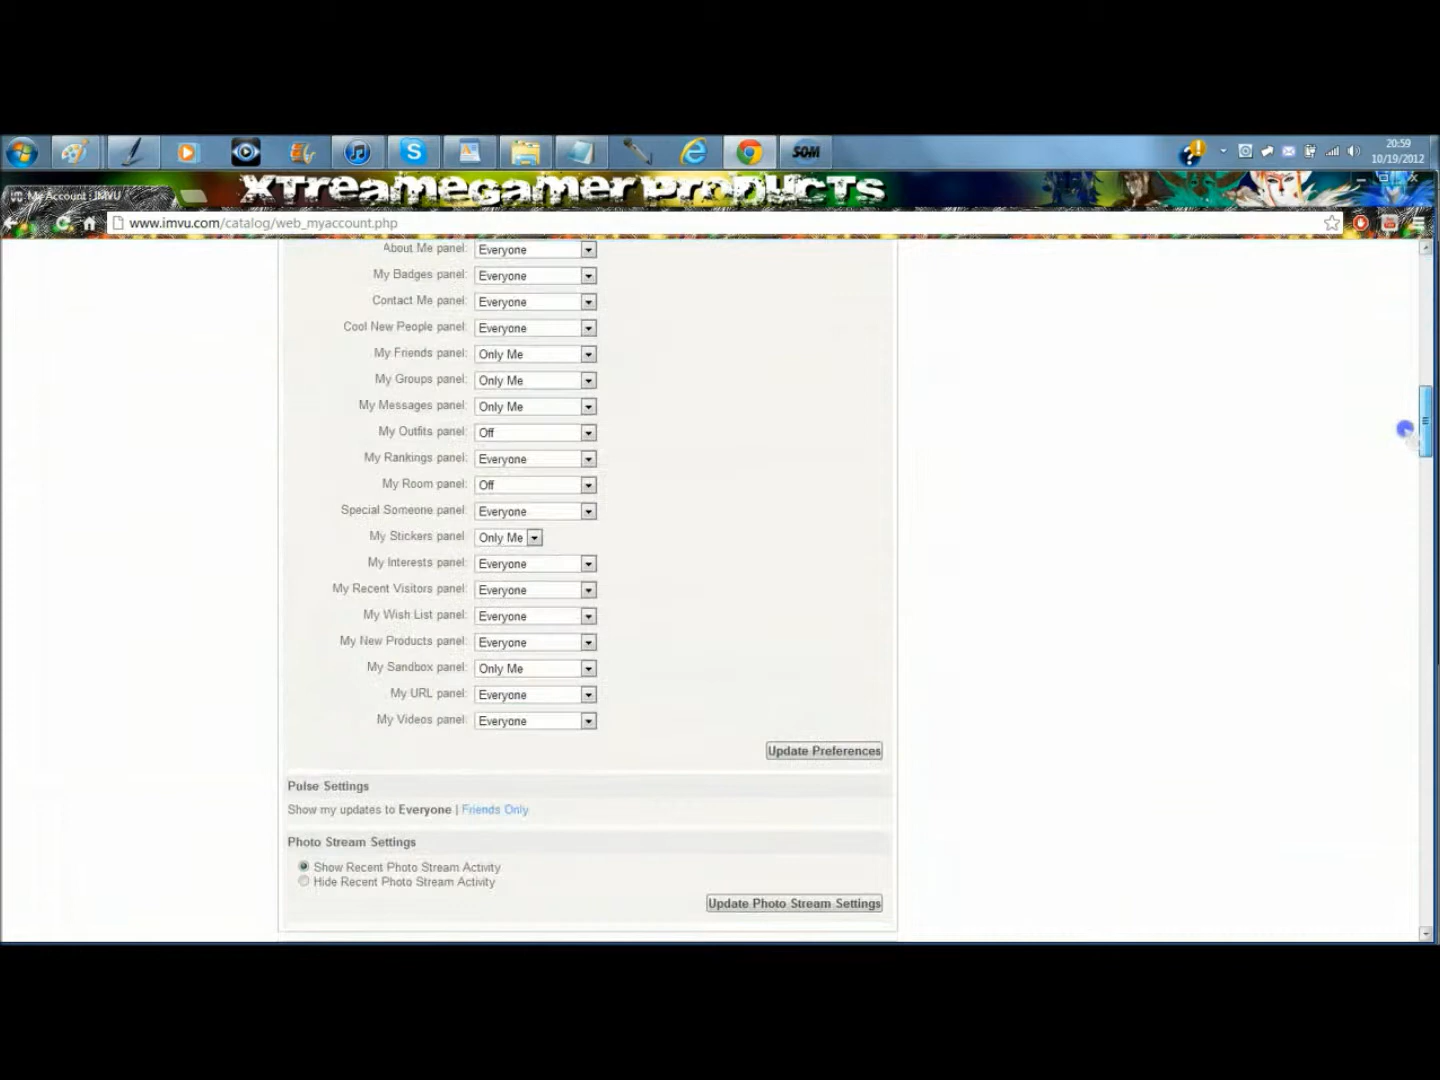 SOM
20:59
10/19/2012
XTreamegamer ProducTs
My Account : IMVU
www.imvu.com/catalog/web_myaccount.php
About Me panel: Everyone
My Badges panel: Everyone
Contact Me panel: Everyone
Cool New People panel: Everyone
My Friends panel: Only Me
My Groups panel: Only Me
My Messages panel: Only Me
My Outfits panel: Off
My Rankings panel: Everyone
My Room panel: Off
Special Someone panel: Everyone
My Stickers panel Only Me
My Interests panel: Everyone
My Recent Visitors panel: Everyone
My Wish List panel: Everyone
My New Products panel: Everyone
My Sandbox panel: Only Me
My URL panel: Everyone
My Videos panel: Everyone
Update Preferences
Pulse Settings
Show my updates to Everyone | Friends Only
Photo Stream Settings
Show Recent Photo Stream Activity
Hide Recent Photo Stream Activity
Update Photo Stream Settings